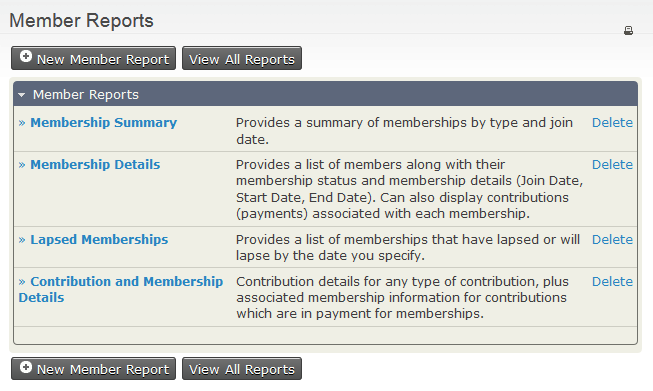 Member Reports
New Member Report View All Reports
Member Reports
» Membership Summary Provides a summary of memberships by type and join Delete
date.
» Membership Details Provides a list of members along with their Delete
membership status and membership details (Join Date,
Start Date, End Date). Can also display contributions
(payments) associated with each membership.
» Lapsed Memberships Provides a list of memberships that have lapsed or will Delete
lapse by the date you specify.
» Contribution and Membership Contribution details for any type of contribution, plus Delete
Details associated membership information for contributions
which are in payment for memberships.
New Member Report View All Reports